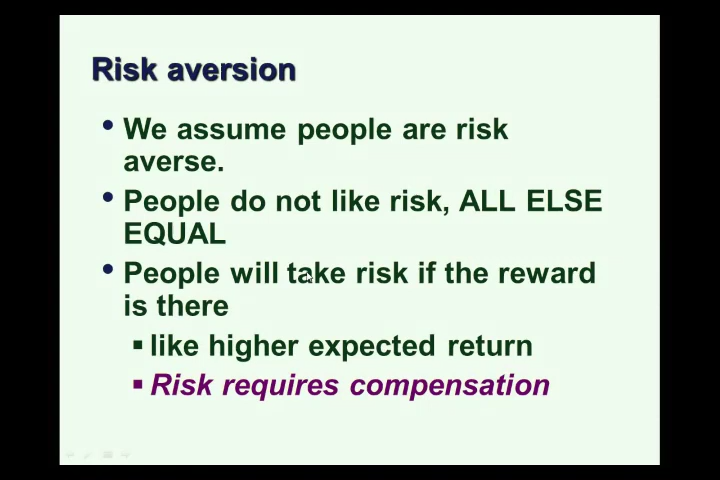 Risk aversion
• We assume people are risk
averse.
• People do not like risk, ALL ELSE
EQUAL
• People will take risk if the reward
is there
▪ like higher expected return
▪ Risk requires compensation